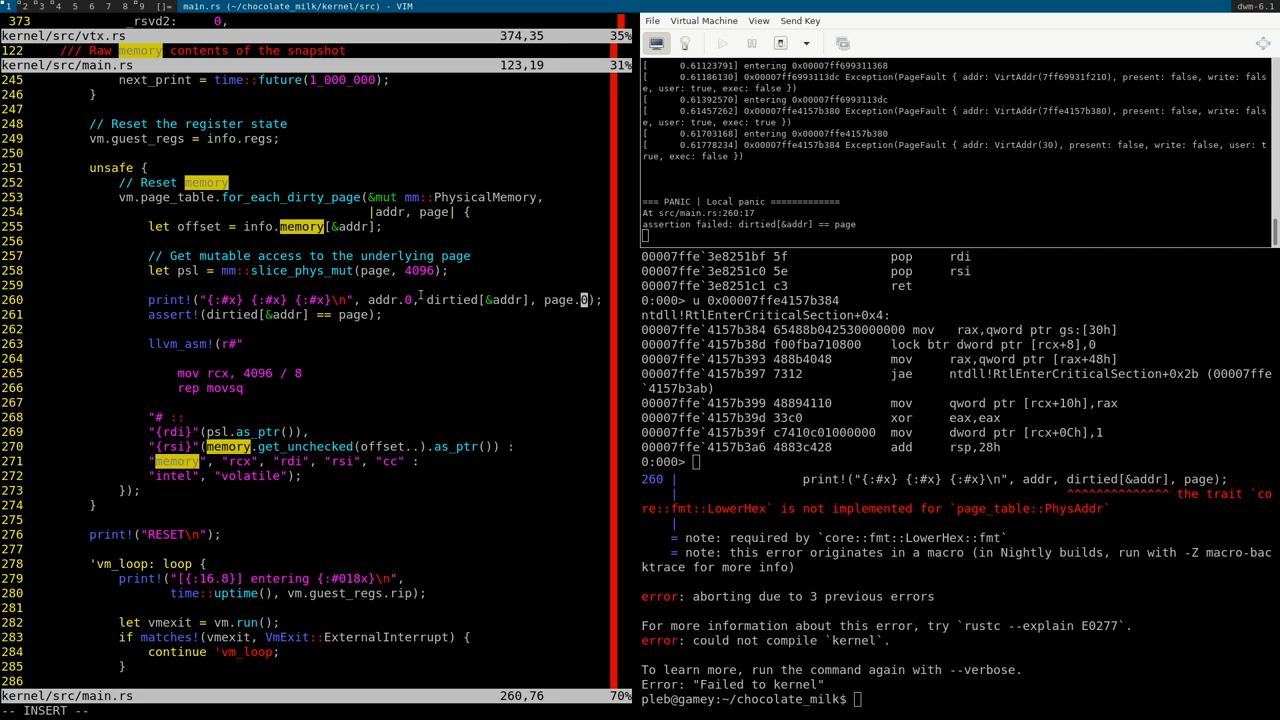 1 2 3 4 5 6 7 8 9 []= main.rs (~/chocolate_milk/kernel/src) - VIM dwm-6.1
373 _rsvd2: 0,
kernel/src/vtx.rs 374,35 35%
122 /// Raw memory contents of the snapshot
kernel/src/main.rs 123,19 31%
245 next_print = time::future(1_000_000);
246 }
247
248 // Reset the register state
249 vm.guest_regs = info.regs;
250
251 unsafe {
252 // Reset memory
253 vm.page_table.for_each_dirty_page(&mut mm::PhysicalMemory,
254 |addr, page| {
255 let offset = info.memory[&addr];
256
257 // Get mutable access to the underlying page
258 let psl = mm::slice_phys_mut(page, 4096);
259
260 print!("{:#x} {:#x} {:#x}\n", addr.0, dirtied[&addr], page.0);
261 assert!(dirtied[&addr] == page);
262
263 llvm_asm!(r#"
264
265 mov rcx, 4096 / 8
266 rep movsq
267
268 "# ::
269 "{rdi}"(psl.as_ptr()),
270 "{rsi}"(memory.get_unchecked(offset..).as_ptr()) :
271 "memory", "rcx", "rdi", "rsi", "cc" :
272 "intel", "volatile");
273 });
274 }
275
276 print!("RESET\n");
277
278 'vm_loop: loop {
279 print!("[{:16.8}] entering {:#018x}\n",
280 time::uptime(), vm.guest_regs.rip);
281
282 let vmexit = vm.run();
283 if matches!(vmexit, VmExit::ExternalInterrupt) {
284 continue 'vm_loop;
285 }
286
kernel/src/main.rs 260,76 70%
-- INSERT --
File Virtual Machine View Send Key
[ 0.61123791] entering 0x00007ff699311368
[ 0.61186130] 0x00007ff6993113dc Exception(PageFault { addr: VirtAddr(7ff69931f210), present: false, write: fals
e, user: true, exec: false })
[ 0.61392570] entering 0x00007ff6993113dc
[ 0.61457262] 0x00007ffe4157b380 Exception(PageFault { addr: VirtAddr(7ffe4157b380), present: false, write: fals
e, user: true, exec: true })
[ 0.61703168] entering 0x00007ffe4157b380
[ 0.61778234] 0x00007ffe4157b384 Exception(PageFault { addr: VirtAddr(30), present: false, write: false, user: t
rue, exec: false })
=== PANIC | Local panic =============
At src/main.rs:260:17
assertion failed: dirtied[&addr] == page
00007ffe`3e8251bf 5f pop rdi
00007ffe`3e8251c0 5e pop rsi
00007ffe`3e8251c1 c3 ret
0:000> u 0x00007ffe4157b384
ntdll!RtlEnterCriticalSection+0x4:
00007ffe`4157b384 65488b042530000000 mov rax,qword ptr gs:[30h]
00007ffe`4157b38d f00fba710800 lock btr dword ptr [rcx+8],0
00007ffe`4157b393 488b4048 mov rax,qword ptr [rax+48h]
00007ffe`4157b397 7312 jae ntdll!RtlEnterCriticalSection+0x2b (00007ffe
`4157b3ab)
00007ffe`4157b399 48894110 mov qword ptr [rcx+10h],rax
00007ffe`4157b39d 33c0 xor eax,eax
00007ffe`4157b39f c7410c01000000 mov dword ptr [rcx+0Ch],1
00007ffe`4157b3a6 4883c428 add rsp,28h
0:000>
260 | print!("{:#x} {:#x} {:#x}\n", addr, dirtied[&addr], page);
| ^^^^^^^^^^^^^^ the trait `co
re::fmt::LowerHex` is not implemented for `page_table::PhysAddr`
|
= note: required by `core::fmt::LowerHex::fmt`
= note: this error originates in a macro (in Nightly builds, run with -Z macro-bac
ktrace for more info)
error: aborting due to 3 previous errors
For more information about this error, try `rustc --explain E0277`.
error: could not compile `kernel`.
To learn more, run the command again with --verbose.
Error: "Failed to kernel"
pleb@gamey:~/chocolate_milk$